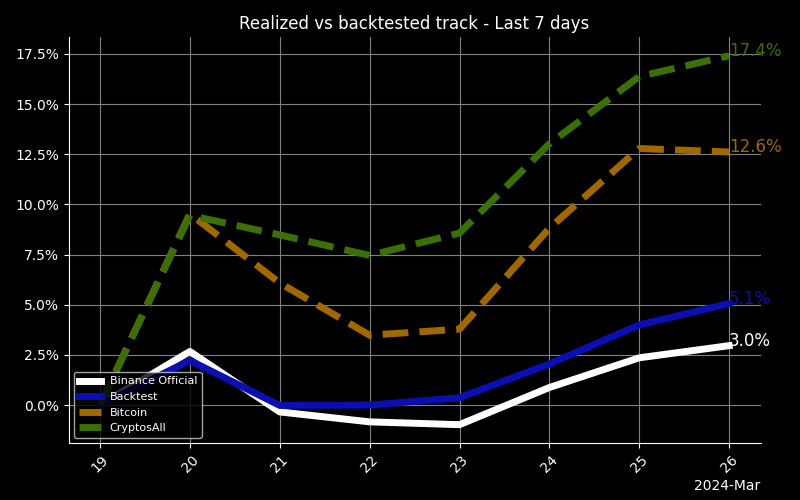 Realized vs backtested track - Last 7 days
17.5%
15.0%
12.5%
10.0%
7.5%
5.0%
2.5%
0.0%
17.4%
12.6%
5.1%
3.0%
Binance Official
Backtest
Bitcoin
CryptosAll
19 20 21 22 23 24 25 26
2024-Mar